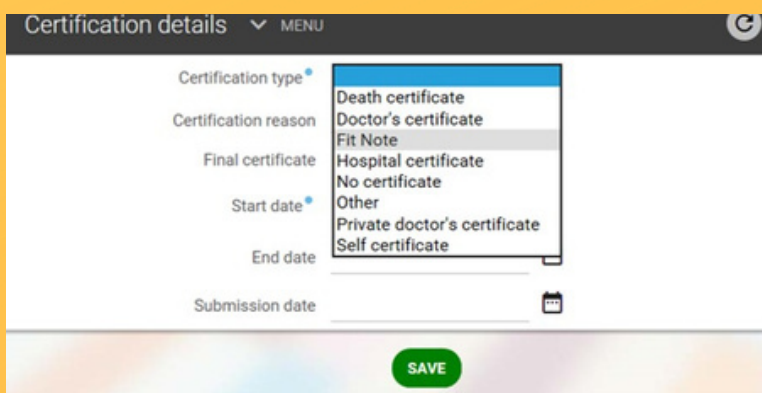 Certification details MENU
Certification type
Death certificate
Certification reason Doctor's certificate
Fit Note
Final certificate Hospital certificate
No certificate
Start date Other
Private doctor's certificate
End date Self certificate
Submission date
SAVE